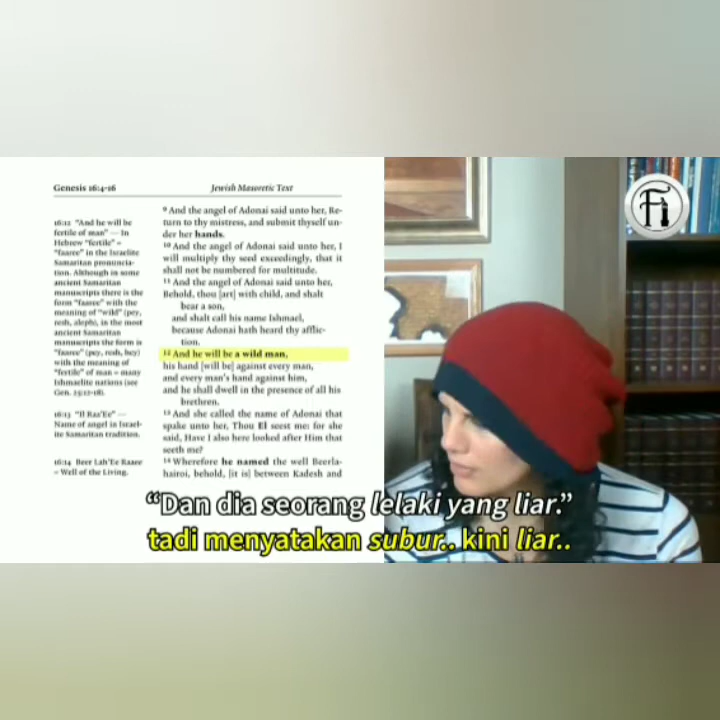 Genesis 16:4-16
Jewish Masoretic Text
16:12 "And he will be
fertile of man" — In
Hebrew "fertile" =
"faaree" in the Israelite
Samaritan pronuncia-
tion. Although in some
ancient Samaritan
manuscripts there is the
form "faaree" with the
meaning of "wild" (pey,
resh, aleph), in the most
ancient Samaritan
manuscripts the form is
"faaree" (pey, resh, hey)
with the meaning of
"fertile" of man = many
Ishmaelite nations (see
Gen. 25:12-18).
16:13 "Il Raa'Ee" —
Name of angel in Israel-
ite Samaritan tradition.
16:14 Beer Lah'Ee Raaee
= Well of the Living.
9 And the angel of Adonai said unto her, Re-
turn to thy mistress, and submit thyself un-
der her hands.
10 And the angel of Adonai said unto her, I
will multiply thy seed exceedingly, that it
shall not be numbered for multitude.
11 And the angel of Adonai said unto her,
Behold, thou [art] with child, and shalt
bear a son,
and shalt call his name Ishmael,
because Adonai hath heard thy afflic-
tion.
12 And he will be a wild man,
his hand [will be] against every man,
and every man's hand against him,
and he shall dwell in the presence of all his
brethren.
13 And she called the name of Adonai that
spake unto her, Thou El seest me: for she
said, Have I also here looked after Him that
seeth me?
14 Wherefore he named the well Beerla-
hairoi, behold, [it is] between Kadesh and
Fi
“Dan dia seorang lelaki yang liar.”
tadi menyatakan subur.. kini liar..